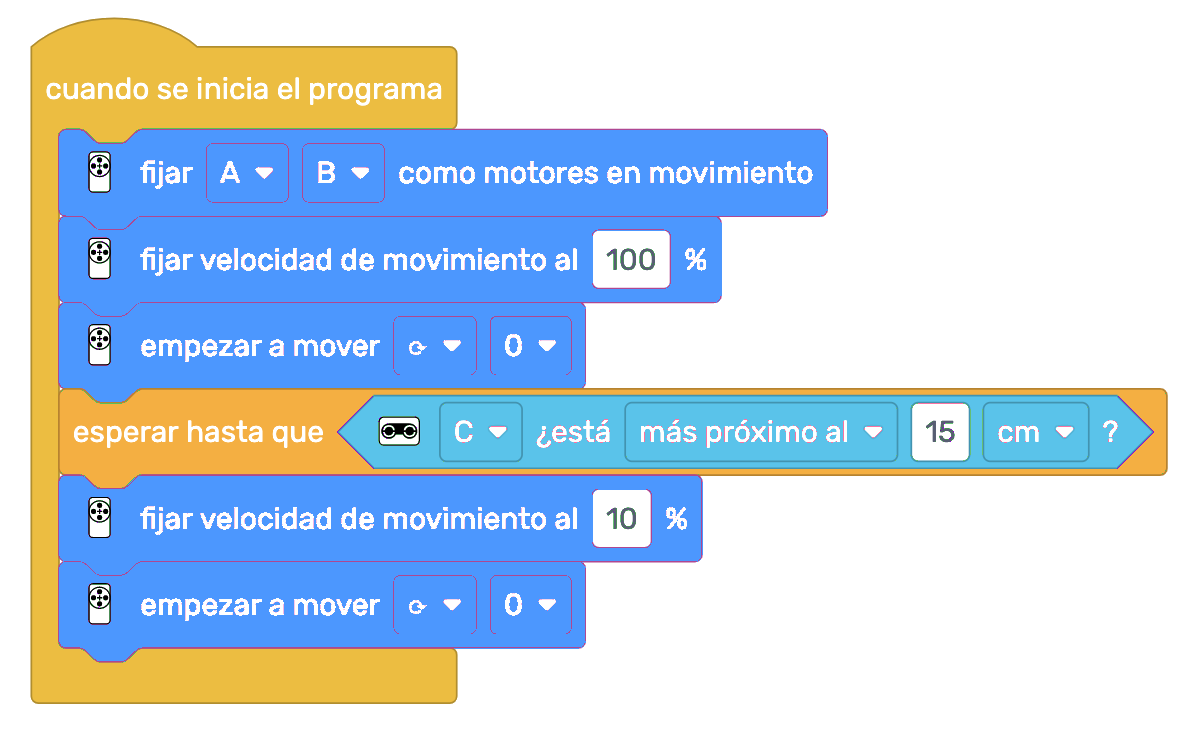 cuando se inicia el programa
fijar A B como motores en movimiento
fijar velocidad de movimiento al 100 %
empezar a mover 0
esperar hasta que C ¿está más próximo al 15 cm ?
fijar velocidad de movimiento al 10 %
empezar a mover 0